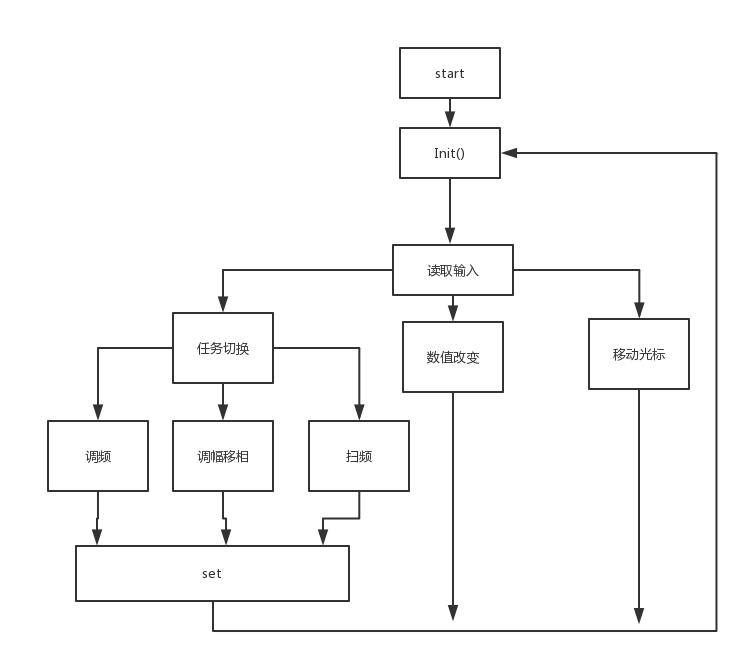 start
Init()
读取输入
任务切换
数值改变
移动光标
调频
调幅移相
扫频
set